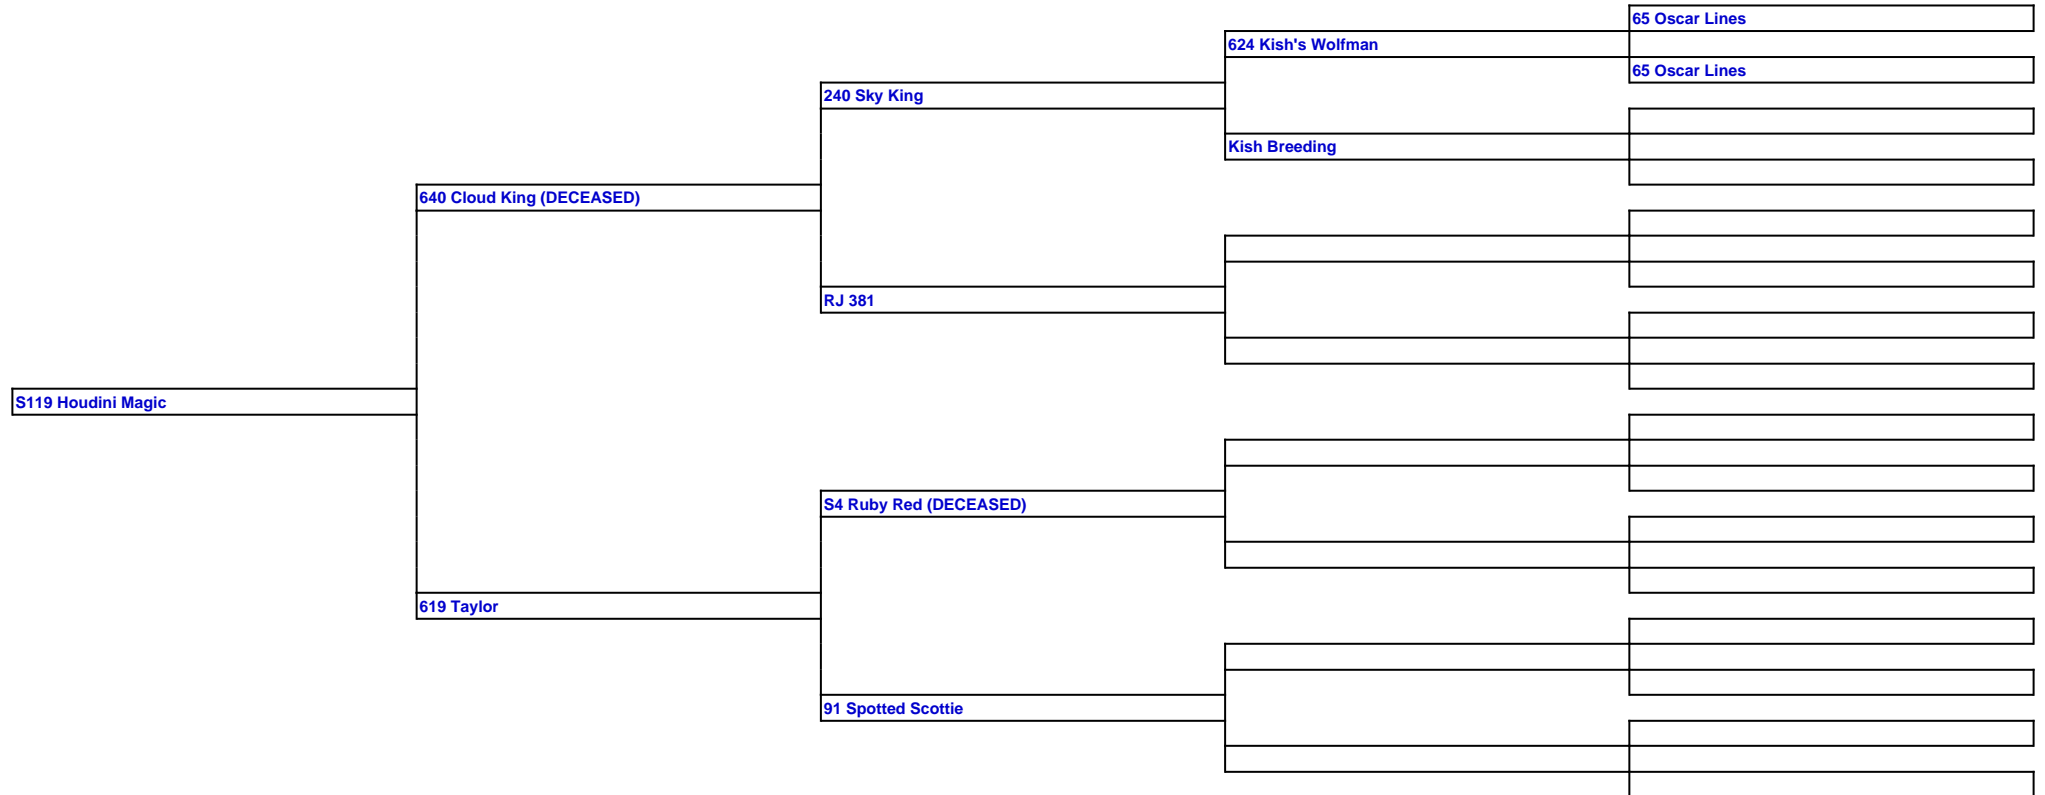 65 Oscar Lines
624 Kish's Wolfman
65 Oscar Lines
240 Sky King
Kish Breeding
640 Cloud King (DECEASED)
RJ 381
S119 Houdini Magic
S4 Ruby Red (DECEASED)
619 Taylor
91 Spotted Scottie